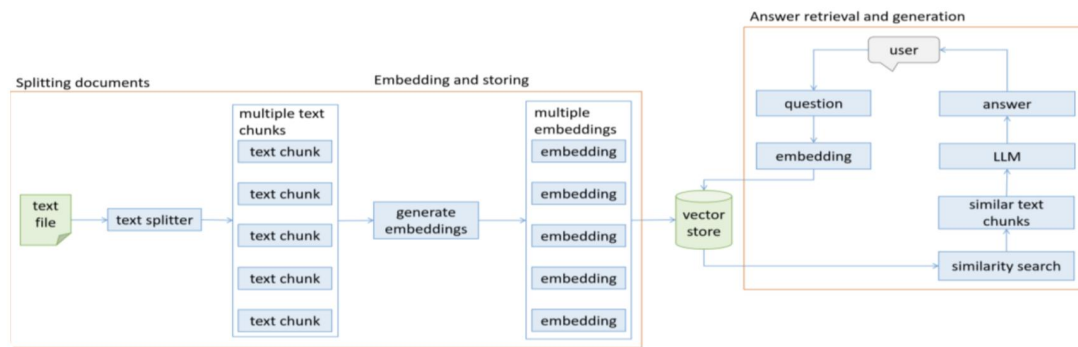 Answer retrieval and generation
user
Splitting documents
Embedding and storing
multiple text
chunks
text chunk
text chunk
text chunk
text chunk
text chunk
multiple
embeddings
embedding
embedding
embedding
embedding
embedding
text
file
text splitter
generate
embeddings
vector
store
question
embedding
answer
LLM
similar text
chunks
similarity search